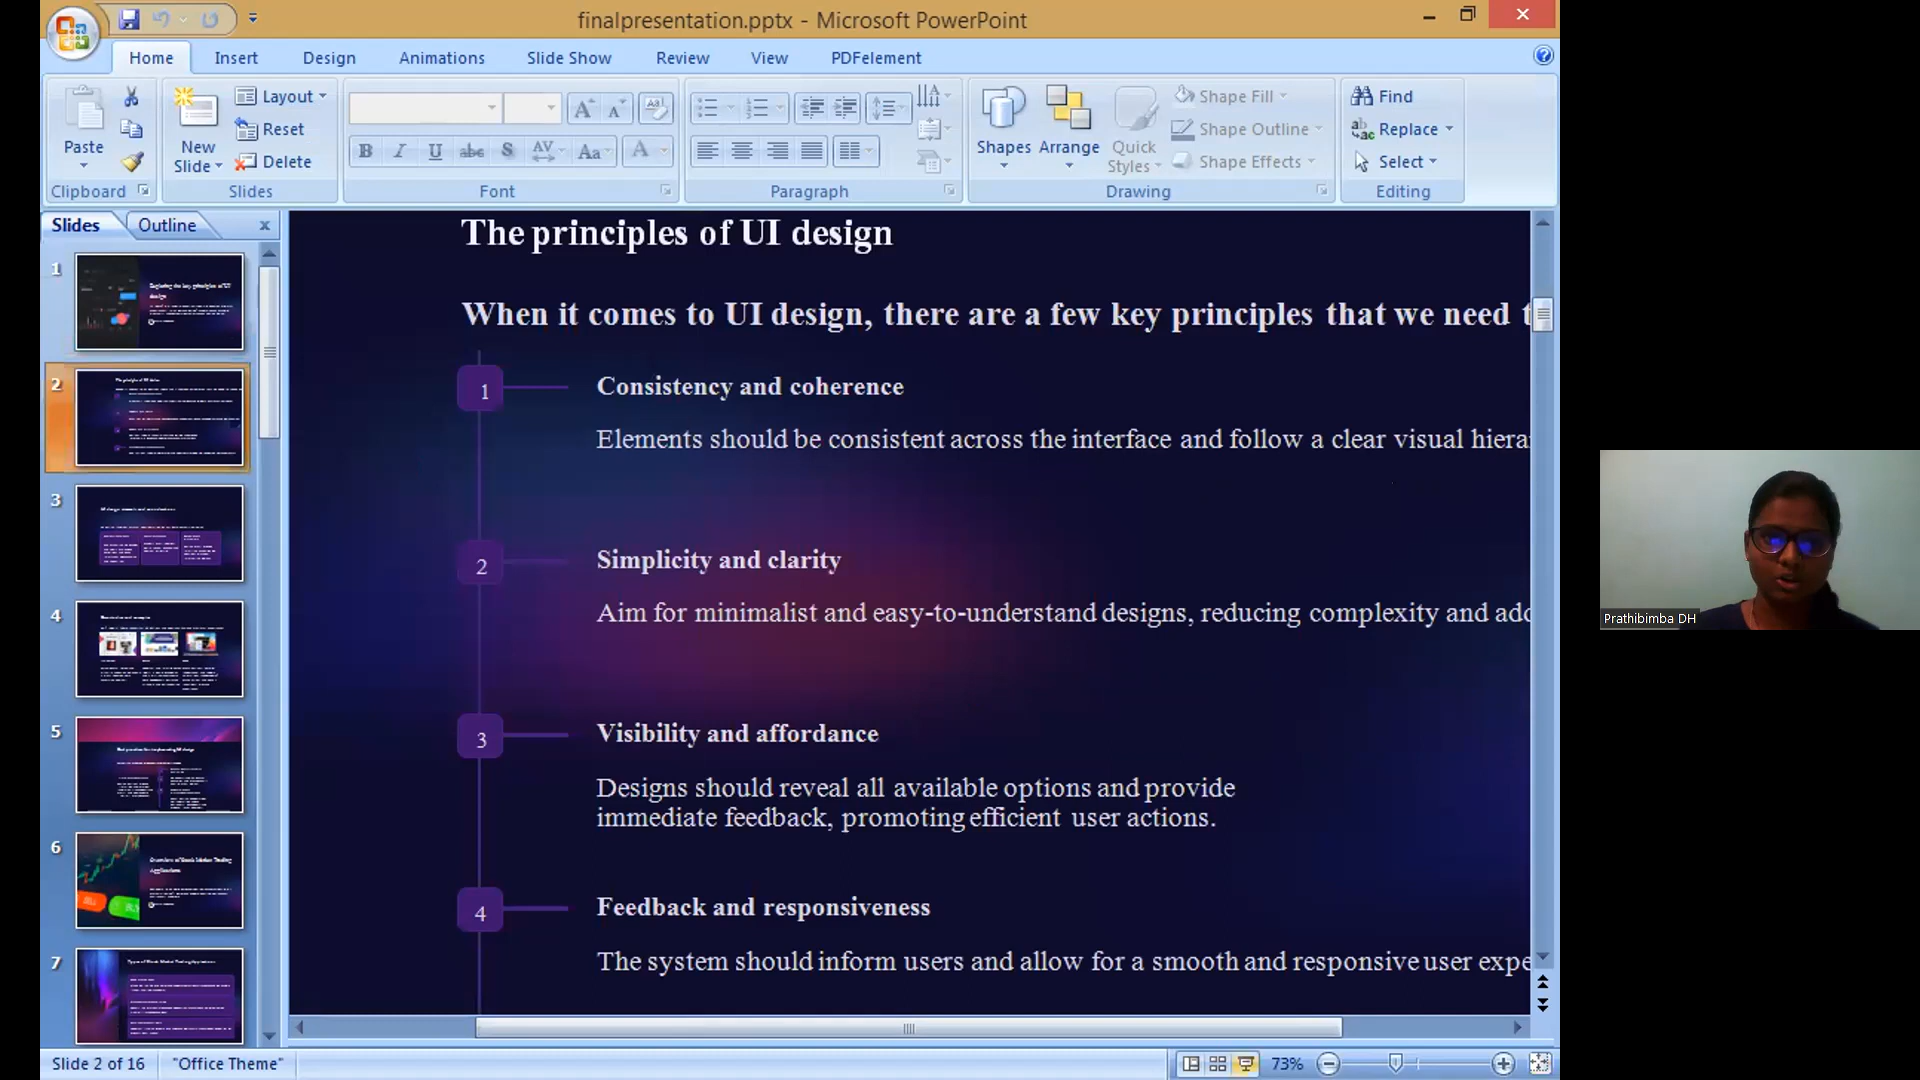 finalpresentation.pptx - Microsoft PowerPoint
Home Insert Design Animations Slide Show Review View PDFelement
Paste
Clipboard
New
Slide
Layout
Reset
Delete
Slides
Font
Paragraph
Shapes
Arrange
Quick
Styles
Shape Fill
Shape Outline
Shape Effects
Drawing
Find
Replace
Select
Editing
Slides Outline
1
2
3
4
5
6
7
The principles of UI design
When it comes to UI design, there are a few key principles that we need t
1
Consistency and coherence
Elements should be consistent across the interface and follow a clear visual hiera
2
Simplicity and clarity
Aim for minimalist and easy-to-understand designs, reducing complexity and add
3
Visibility and affordance
Designs should reveal all available options and provide
immediate feedback, promoting efficient user actions.
4
Feedback and responsiveness
The system should inform users and allow for a smooth and responsive user expe
Prathibimba DH
Slide 2 of 16 "Office Theme" 73%